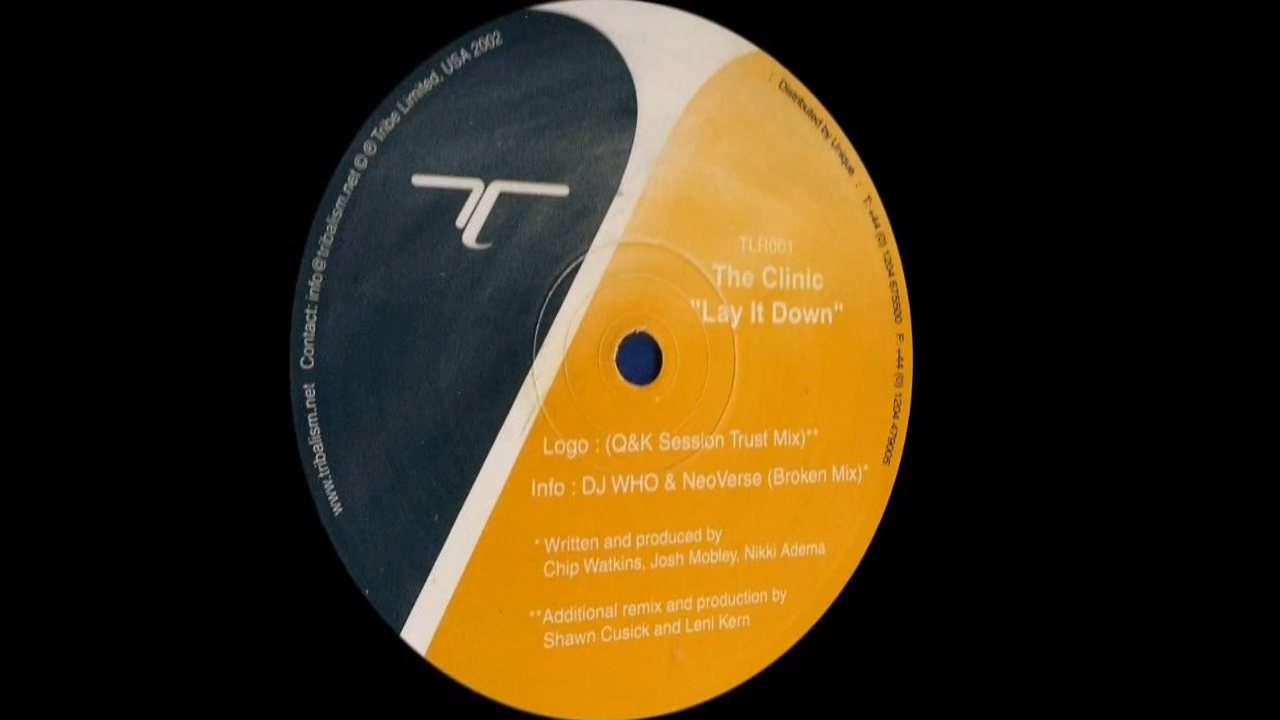 www.tribalism.net Contact: info@tribalism.net © ℗ Tribe Limited, USA 2002
: Distributed by Unique : T: +44 (0) 1204 675500 F: +44 (0) 1204 479005
TLR001
The Clinic
"Lay It Down"
Logo : (Q&K Session Trust Mix)**
Info : DJ WHO & NeoVerse (Broken Mix)*
* Written and produced by
Chip Watkins, Josh Mobley, Nikki Adema
**Additional remix and production by
Shawn Cusick and Leni Kern